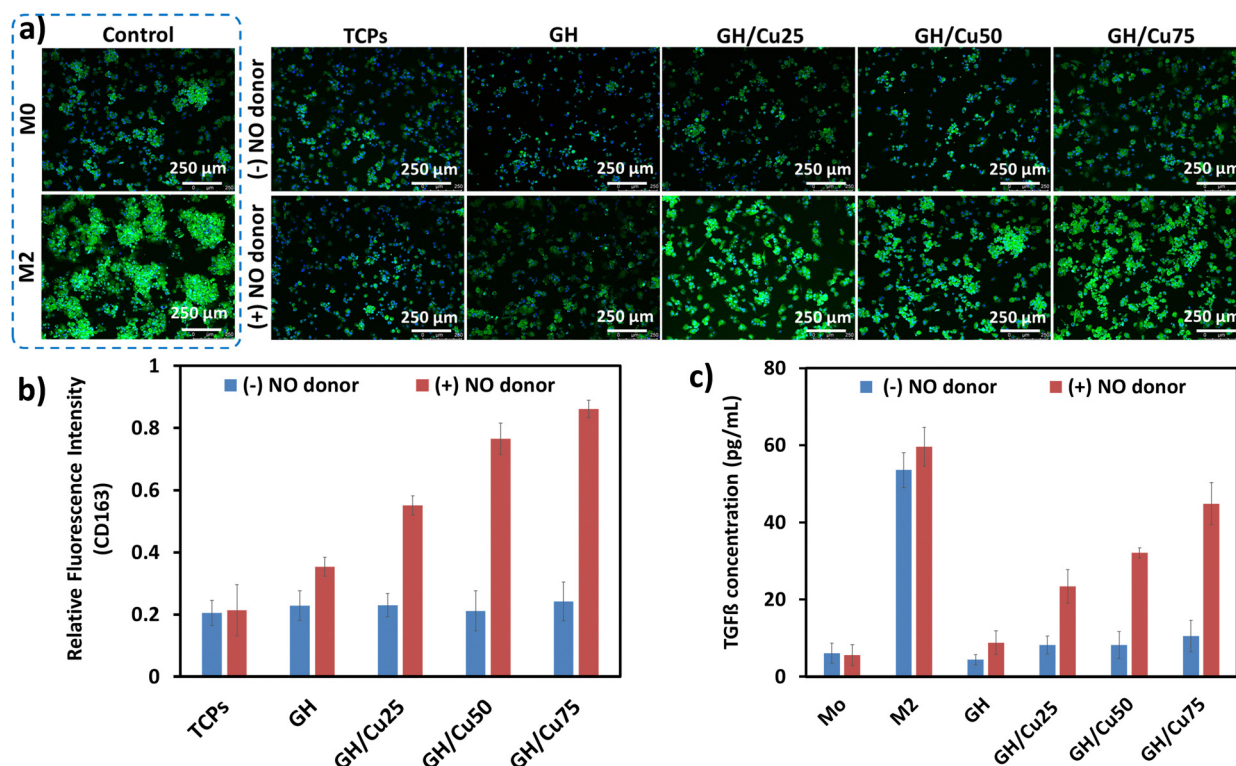 a)
Control
TCPs
GH
GH/Cu25
GH/Cu50
GH/Cu75
M0
250 μm
(-) NO donor
250 μm
250 μm
250 μm
250 μm
250 μm
M2
250 μm
(+) NO donor
250 μm
250 μm
250 μm
250 μm
250 μm
b)
(-) NO donor
(+) NO donor
Relative Fluorescence Intensity
(CD163)
1
0.8
0.6
0.4
0.2
0
TCPs
GH
GH/Cu25
GH/Cu50
GH/Cu75
c)
(-) NO donor
(+) NO donor
TGFß concentration (pg/mL)
80
60
40
20
0
Mo
M2
GH
GH/Cu25
GH/Cu50
GH/Cu75